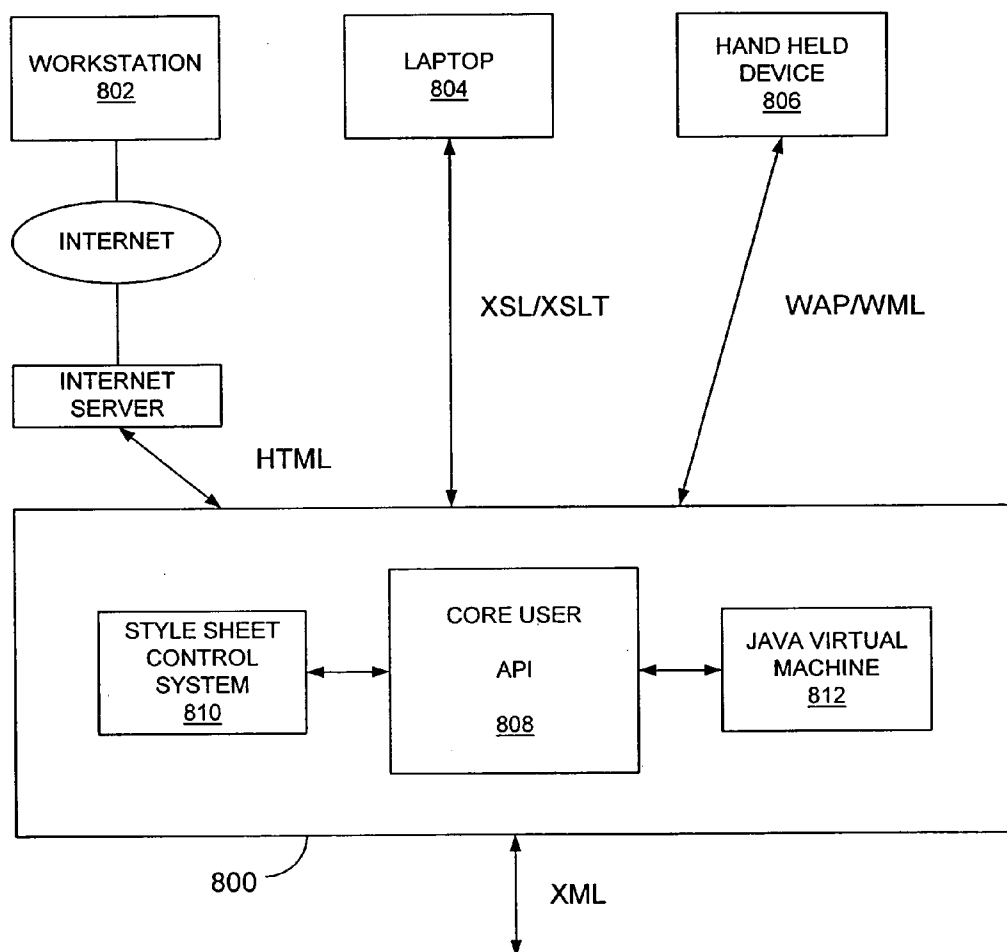 WORKSTATION
802
LAPTOP
804
HAND HELD
DEVICE
806
INTERNET
XSL/XSLT
WAP/WML
INTERNET
SERVER
HTML
STYLE SHEET
CONTROL
SYSTEM
810
CORE USER
API
808
JAVA VIRTUAL
MACHINE
812
800
XML